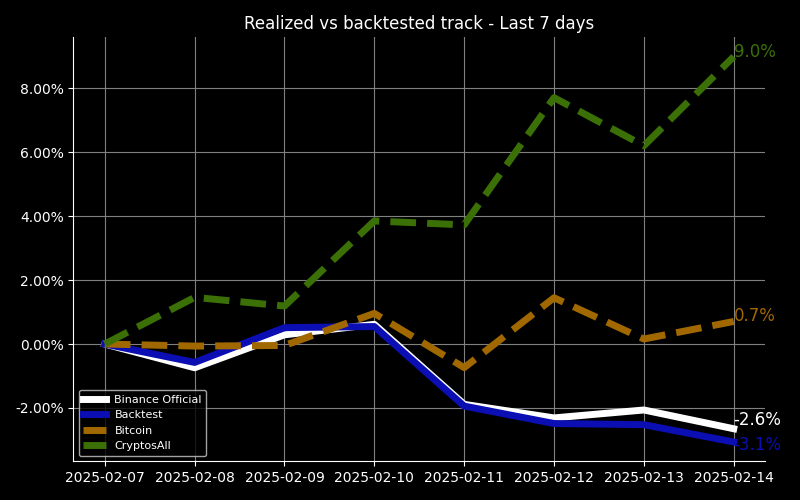 Realized vs backtested track - Last 7 days
9.0%
8.00%
6.00%
4.00%
2.00%
0.7%
0.00%
-2.00%
-2.6%
-3.1%
Binance Official
Backtest
Bitcoin
CryptosAll
2025-02-07 2025-02-08 2025-02-09 2025-02-10 2025-02-11 2025-02-12 2025-02-13 2025-02-14